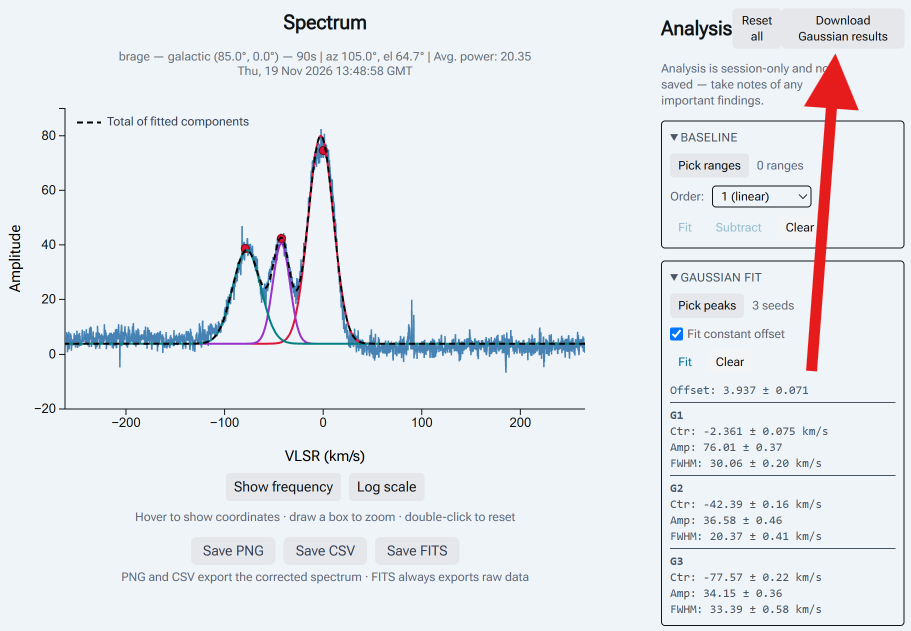 Spectrum
brage — galactic (85.0°, 0.0°) — 90s | az 105.0°, el 64.7° | Avg. power: 20.35
Thu, 19 Nov 2026 13:48:58 GMT
Total of fitted components
Amplitude
80
60
40
20
0
−20
−200
−100
0
100
200
VLSR (km/s)
Show frequency
Log scale
Hover to show coordinates · draw a box to zoom · double-click to reset
Save PNG
Save CSV
Save FITS
PNG and CSV export the corrected spectrum · FITS always exports raw data
Analysis
Reset
all
Download
Gaussian results
Analysis is session-only and
saved — take notes of any
important findings.
▼BASELINE
Pick ranges
0 ranges
Order:
1 (linear)
Fit
Subtract
Clear
▼GAUSSIAN FIT
Pick peaks
3 seeds
Fit constant offset
Fit
Clear
Offset: 3.937 ± 0.071
G1
Ctr: -2.361 ± 0.075 km/s
Amp: 76.01 ± 0.37
FWHM: 30.06 ± 0.20 km/s
G2
Ctr: -42.39 ± 0.16 km/s
Amp: 36.58 ± 0.46
FWHM: 20.37 ± 0.41 km/s
G3
Ctr: -77.57 ± 0.22 km/s
Amp: 34.15 ± 0.36
FWHM: 33.39 ± 0.58 km/s